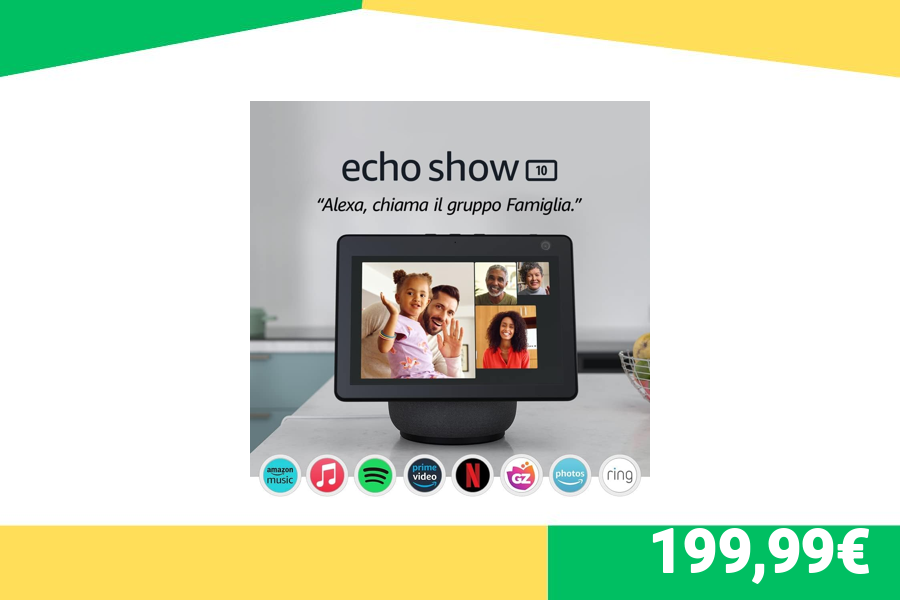 echo show 10
“Alexa, chiama il gruppo Famiglia.”
amazon music
prime video
N
GZ
photos
ring
199,99€